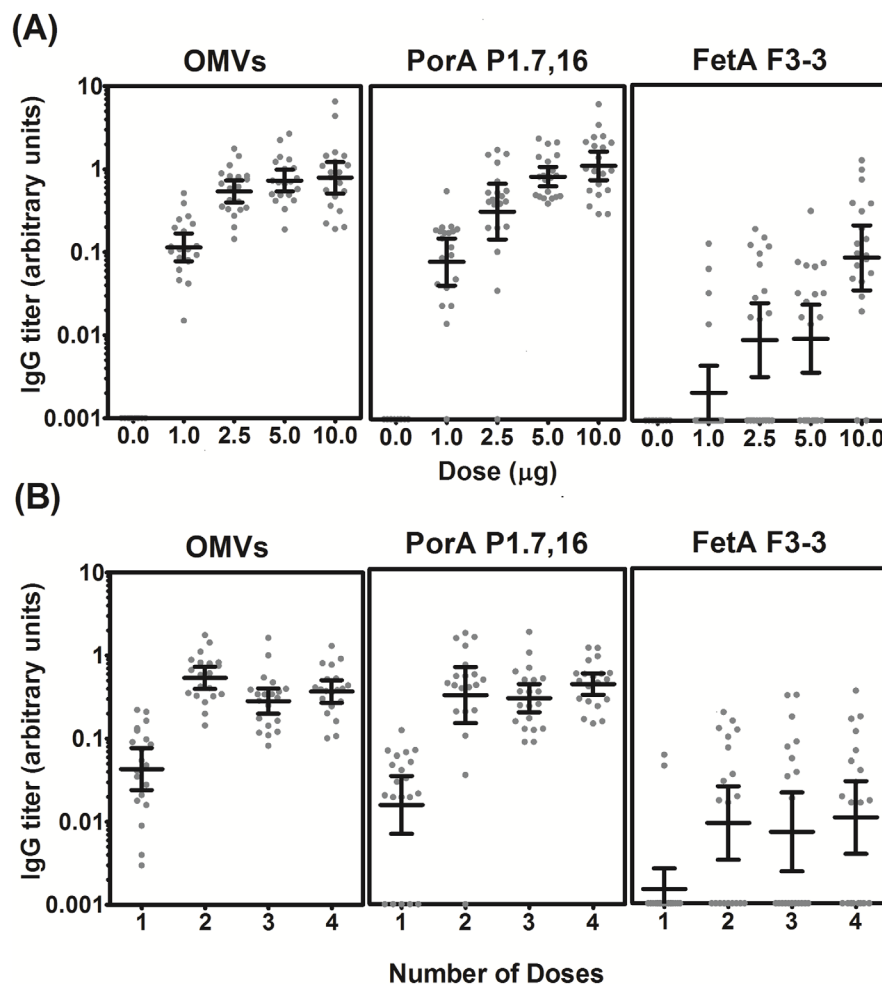 (A)
OMVs PorA P1.7,16 FetA F3-3
IgG titer (arbitrary units)
10
1
0.1
0.01
0.001
0.0 1.0 2.5 5.0 10.0 0.0 1.0 2.5 5.0 10.0 0.0 1.0 2.5 5.0 10.0
Dose (μg)
(B)
OMVs PorA P1.7,16 FetA F3-3
IgG titer (arbitrary units)
10
1
0.1
0.01
0.001
1 2 3 4 1 2 3 4 1 2 3 4
Number of Doses